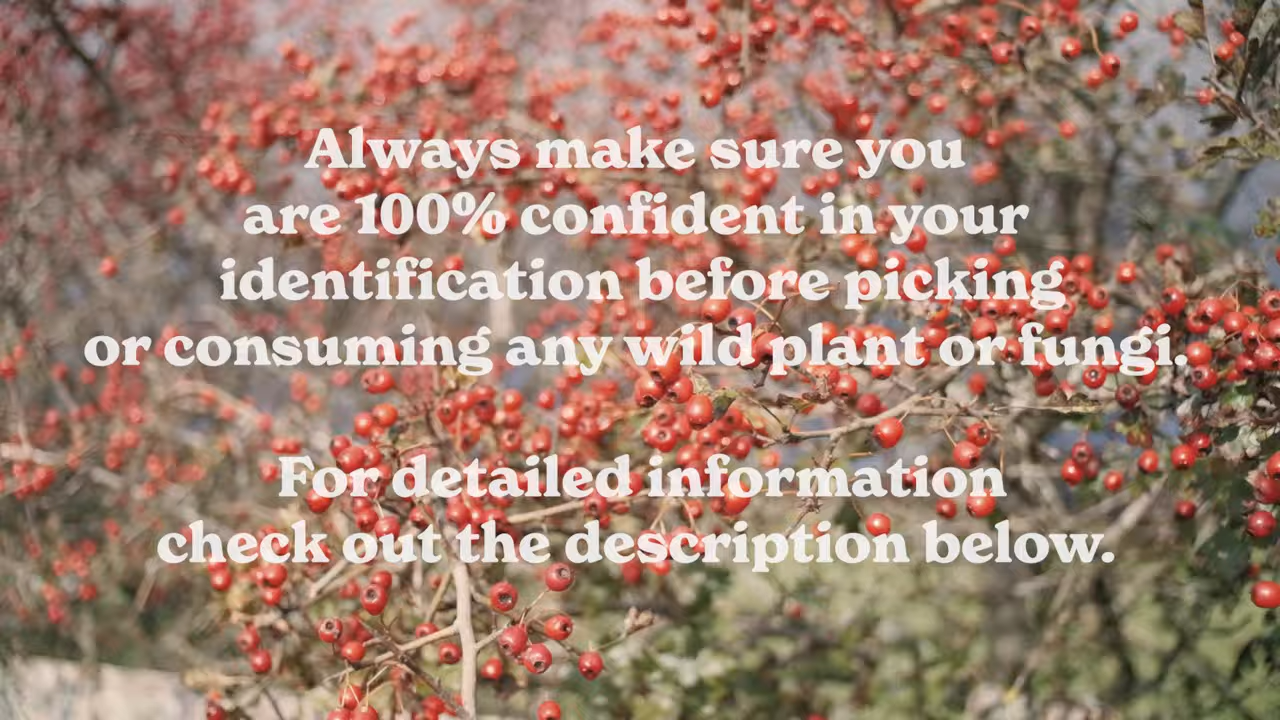 Always make sure you
are 100% confident in your
identification before picking
or consuming any wild plant or fungi.
For detailed information
check out the description below.